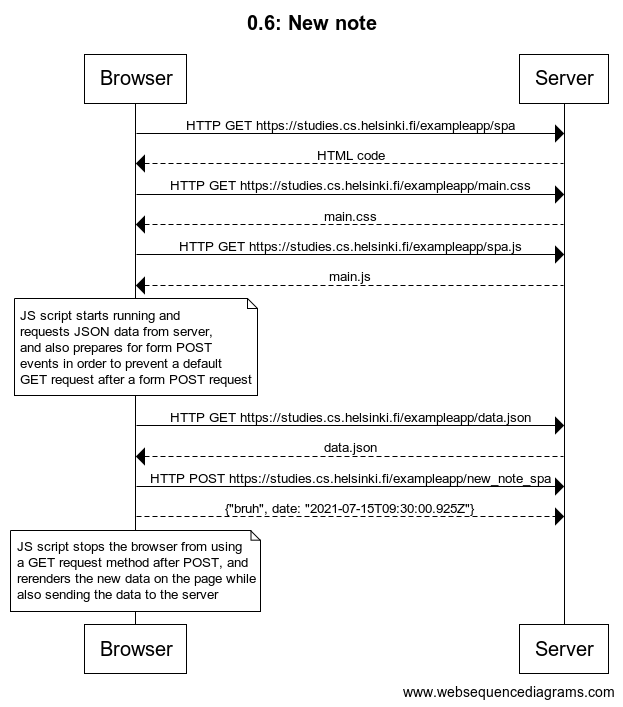 0.6: New note
Browser
Server
HTTP GET https://studies.cs.helsinki.fi/exampleapp/spa
HTML code
HTTP GET https://studies.cs.helsinki.fi/exampleapp/main.css
main.css
HTTP GET https://studies.cs.helsinki.fi/exampleapp/spa.js
main.js
JS script starts running and
requests JSON data from server,
and also prepares for form POST
events in order to prevent a default
GET request after a form POST request
HTTP GET https://studies.cs.helsinki.fi/exampleapp/data.json
data.json
HTTP POST https://studies.cs.helsinki.fi/exampleapp/new_note_spa
{"bruh", date: "2021-07-15T09:30:00.925Z"}
JS script stops the browser from using
a GET request method after POST, and
rerenders the new data on the page while
also sending the data to the server
Browser
Server
www.websequencediagrams.com